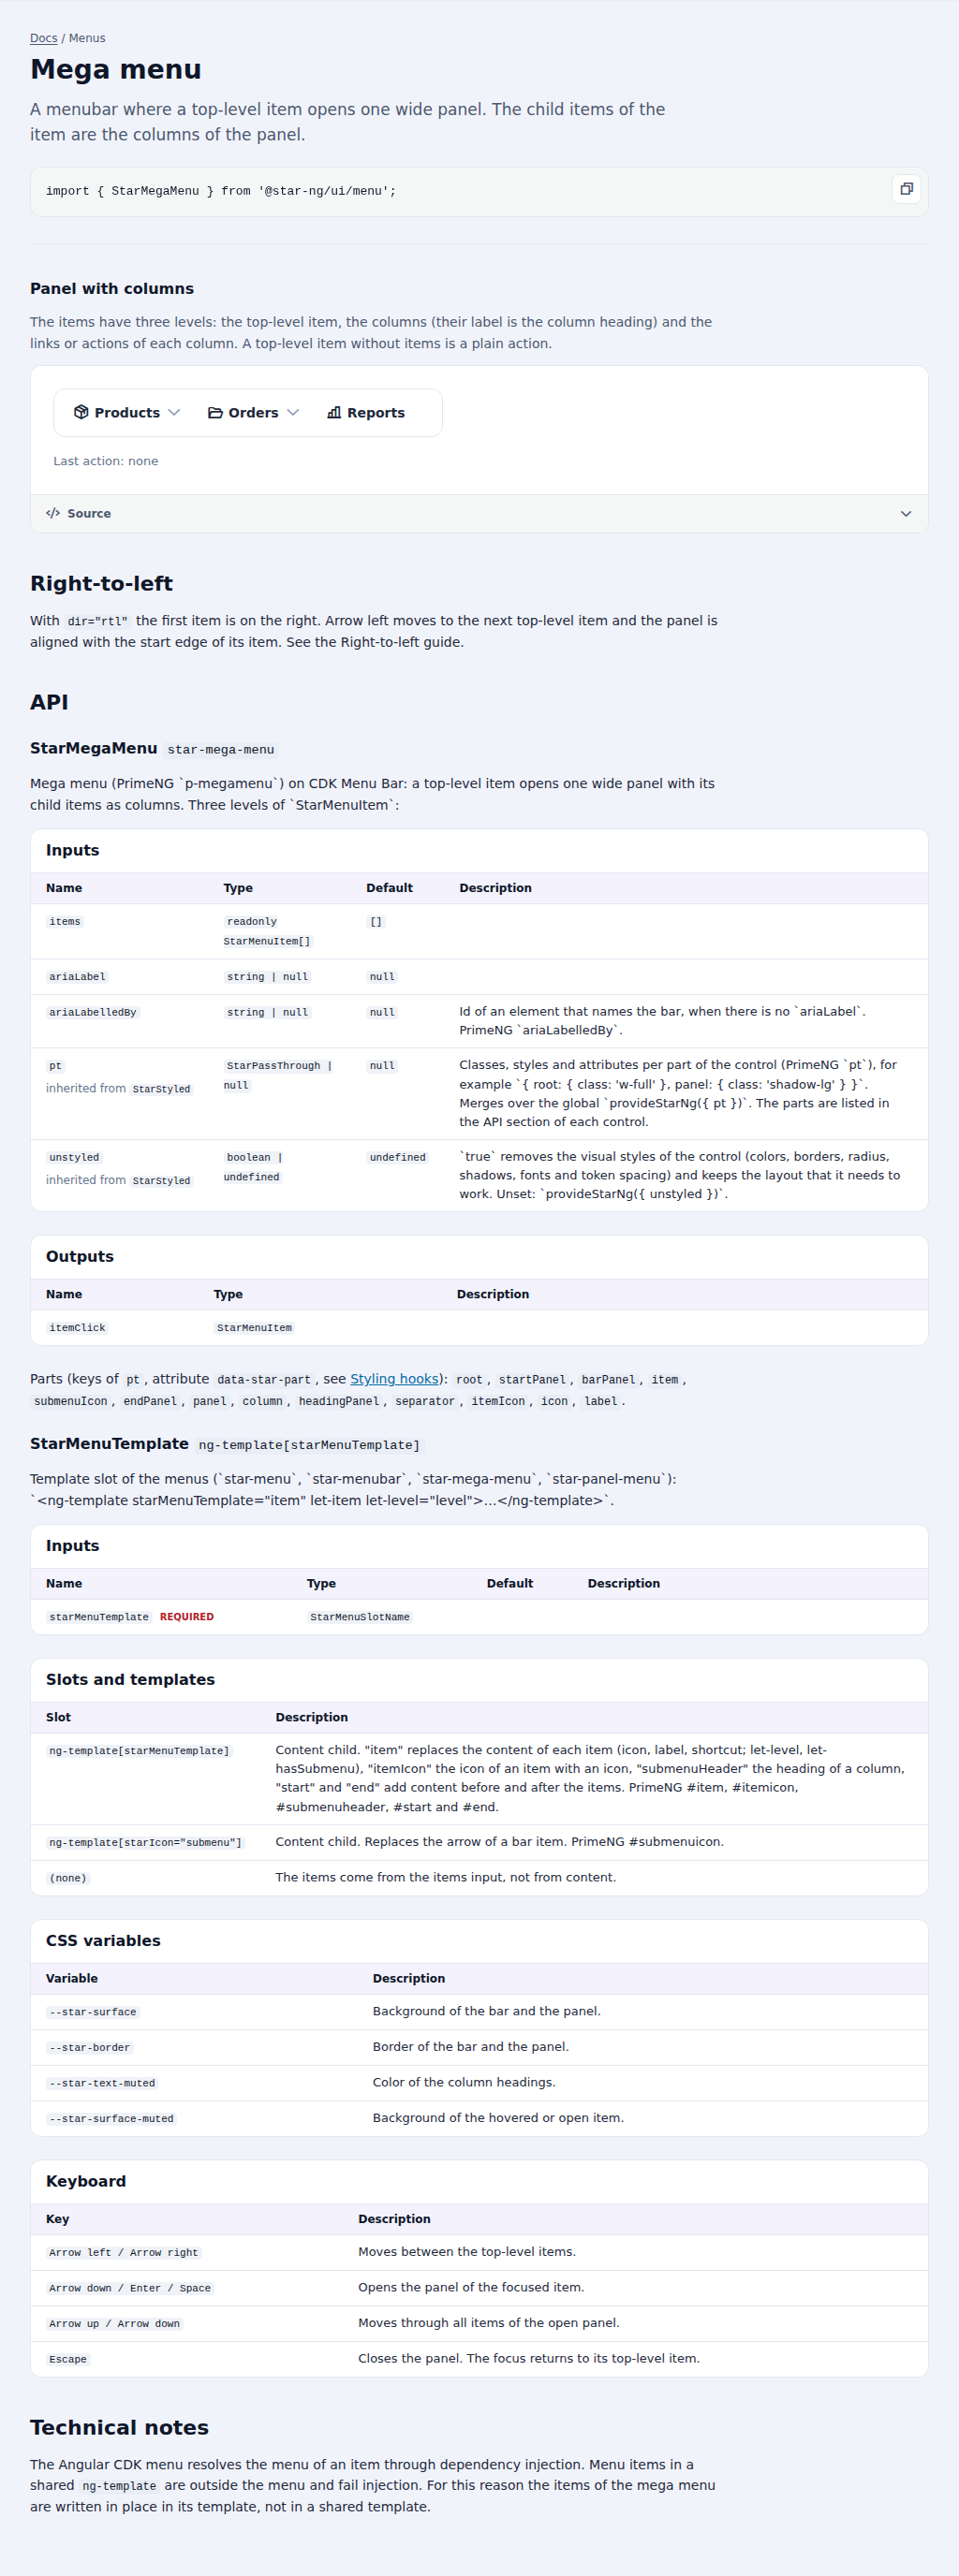 Docs / Menus
Mega menu
A menubar where a top-level item opens one wide panel. The child items of the
item are the columns of the panel.
import { StarMegaMenu } from '@star-ng/ui/menu';
Panel with columns
The items have three levels: the top-level item, the columns (their label is the column heading) and the
links or actions of each column. A top-level item without items is a plain action.
Products Orders Reports
Last action: none
Source
Right-to-left
With dir="rtl" the first item is on the right. Arrow left moves to the next top-level item and the panel is
aligned with the start edge of its item. See the Right-to-left guide.
API
StarMegaMenu star-mega-menu
Mega menu (PrimeNG `p-megamenu`) on CDK Menu Bar: a top-level item opens one wide panel with its
child items as columns. Three levels of `StarMenuItem`:
Inputs
Name Type Default Description
items readonly []
StarMenuItem[]
ariaLabel string | null null
ariaLabelledBy string | null null Id of an element that names the bar, when there is no `ariaLabel`.
PrimeNG `ariaLabelledBy`.
pt StarPassThrough | null Classes, styles and attributes per part of the control (PrimeNG `pt`), for
inherited from StarStyled null example `{ root: { class: 'w-full' }, panel: { class: 'shadow-lg' } }`.
Merges over the global `provideStarNg({ pt })`. The parts are listed in
the API section of each control.
unstyled boolean | undefined `true` removes the visual styles of the control (colors, borders, radius,
inherited from StarStyled undefined shadows, fonts and token spacing) and keeps the layout that it needs to
work. Unset: `provideStarNg({ unstyled })`.
Outputs
Name Type Description
itemClick StarMenuItem
Parts (keys of pt, attribute data-star-part, see Styling hooks): root, startPanel, barPanel, item,
submenuIcon, endPanel, panel, column, headingPanel, separator, itemIcon, icon, label.
StarMenuTemplate ng-template[starMenuTemplate]
Template slot of the menus (`star-menu`, `star-menubar`, `star-mega-menu`, `star-panel-menu`):
`<ng-template starMenuTemplate="item" let-item let-level="level">…</ng-template>`.
Inputs
Name Type Default Description
starMenuTemplate REQUIRED StarMenuSlotName
Slots and templates
Slot Description
ng-template[starMenuTemplate] Content child. "item" replaces the content of each item (icon, label, shortcut; let-level, let-
hasSubmenu), "itemIcon" the icon of an item with an icon, "submenuHeader" the heading of a column,
"start" and "end" add content before and after the items. PrimeNG #item, #itemicon,
#submenuheader, #start and #end.
ng-template[starIcon="submenu"] Content child. Replaces the arrow of a bar item. PrimeNG #submenuicon.
(none) The items come from the items input, not from content.
CSS variables
Variable Description
--star-surface Background of the bar and the panel.
--star-border Border of the bar and the panel.
--star-text-muted Color of the column headings.
--star-surface-muted Background of the hovered or open item.
Keyboard
Key Description
Arrow left / Arrow right Moves between the top-level items.
Arrow down / Enter / Space Opens the panel of the focused item.
Arrow up / Arrow down Moves through all items of the open panel.
Escape Closes the panel. The focus returns to its top-level item.
Technical notes
The Angular CDK menu resolves the menu of an item through dependency injection. Menu items in a
shared ng-template are outside the menu and fail injection. For this reason the items of the mega menu
are written in place in its template, not in a shared template.